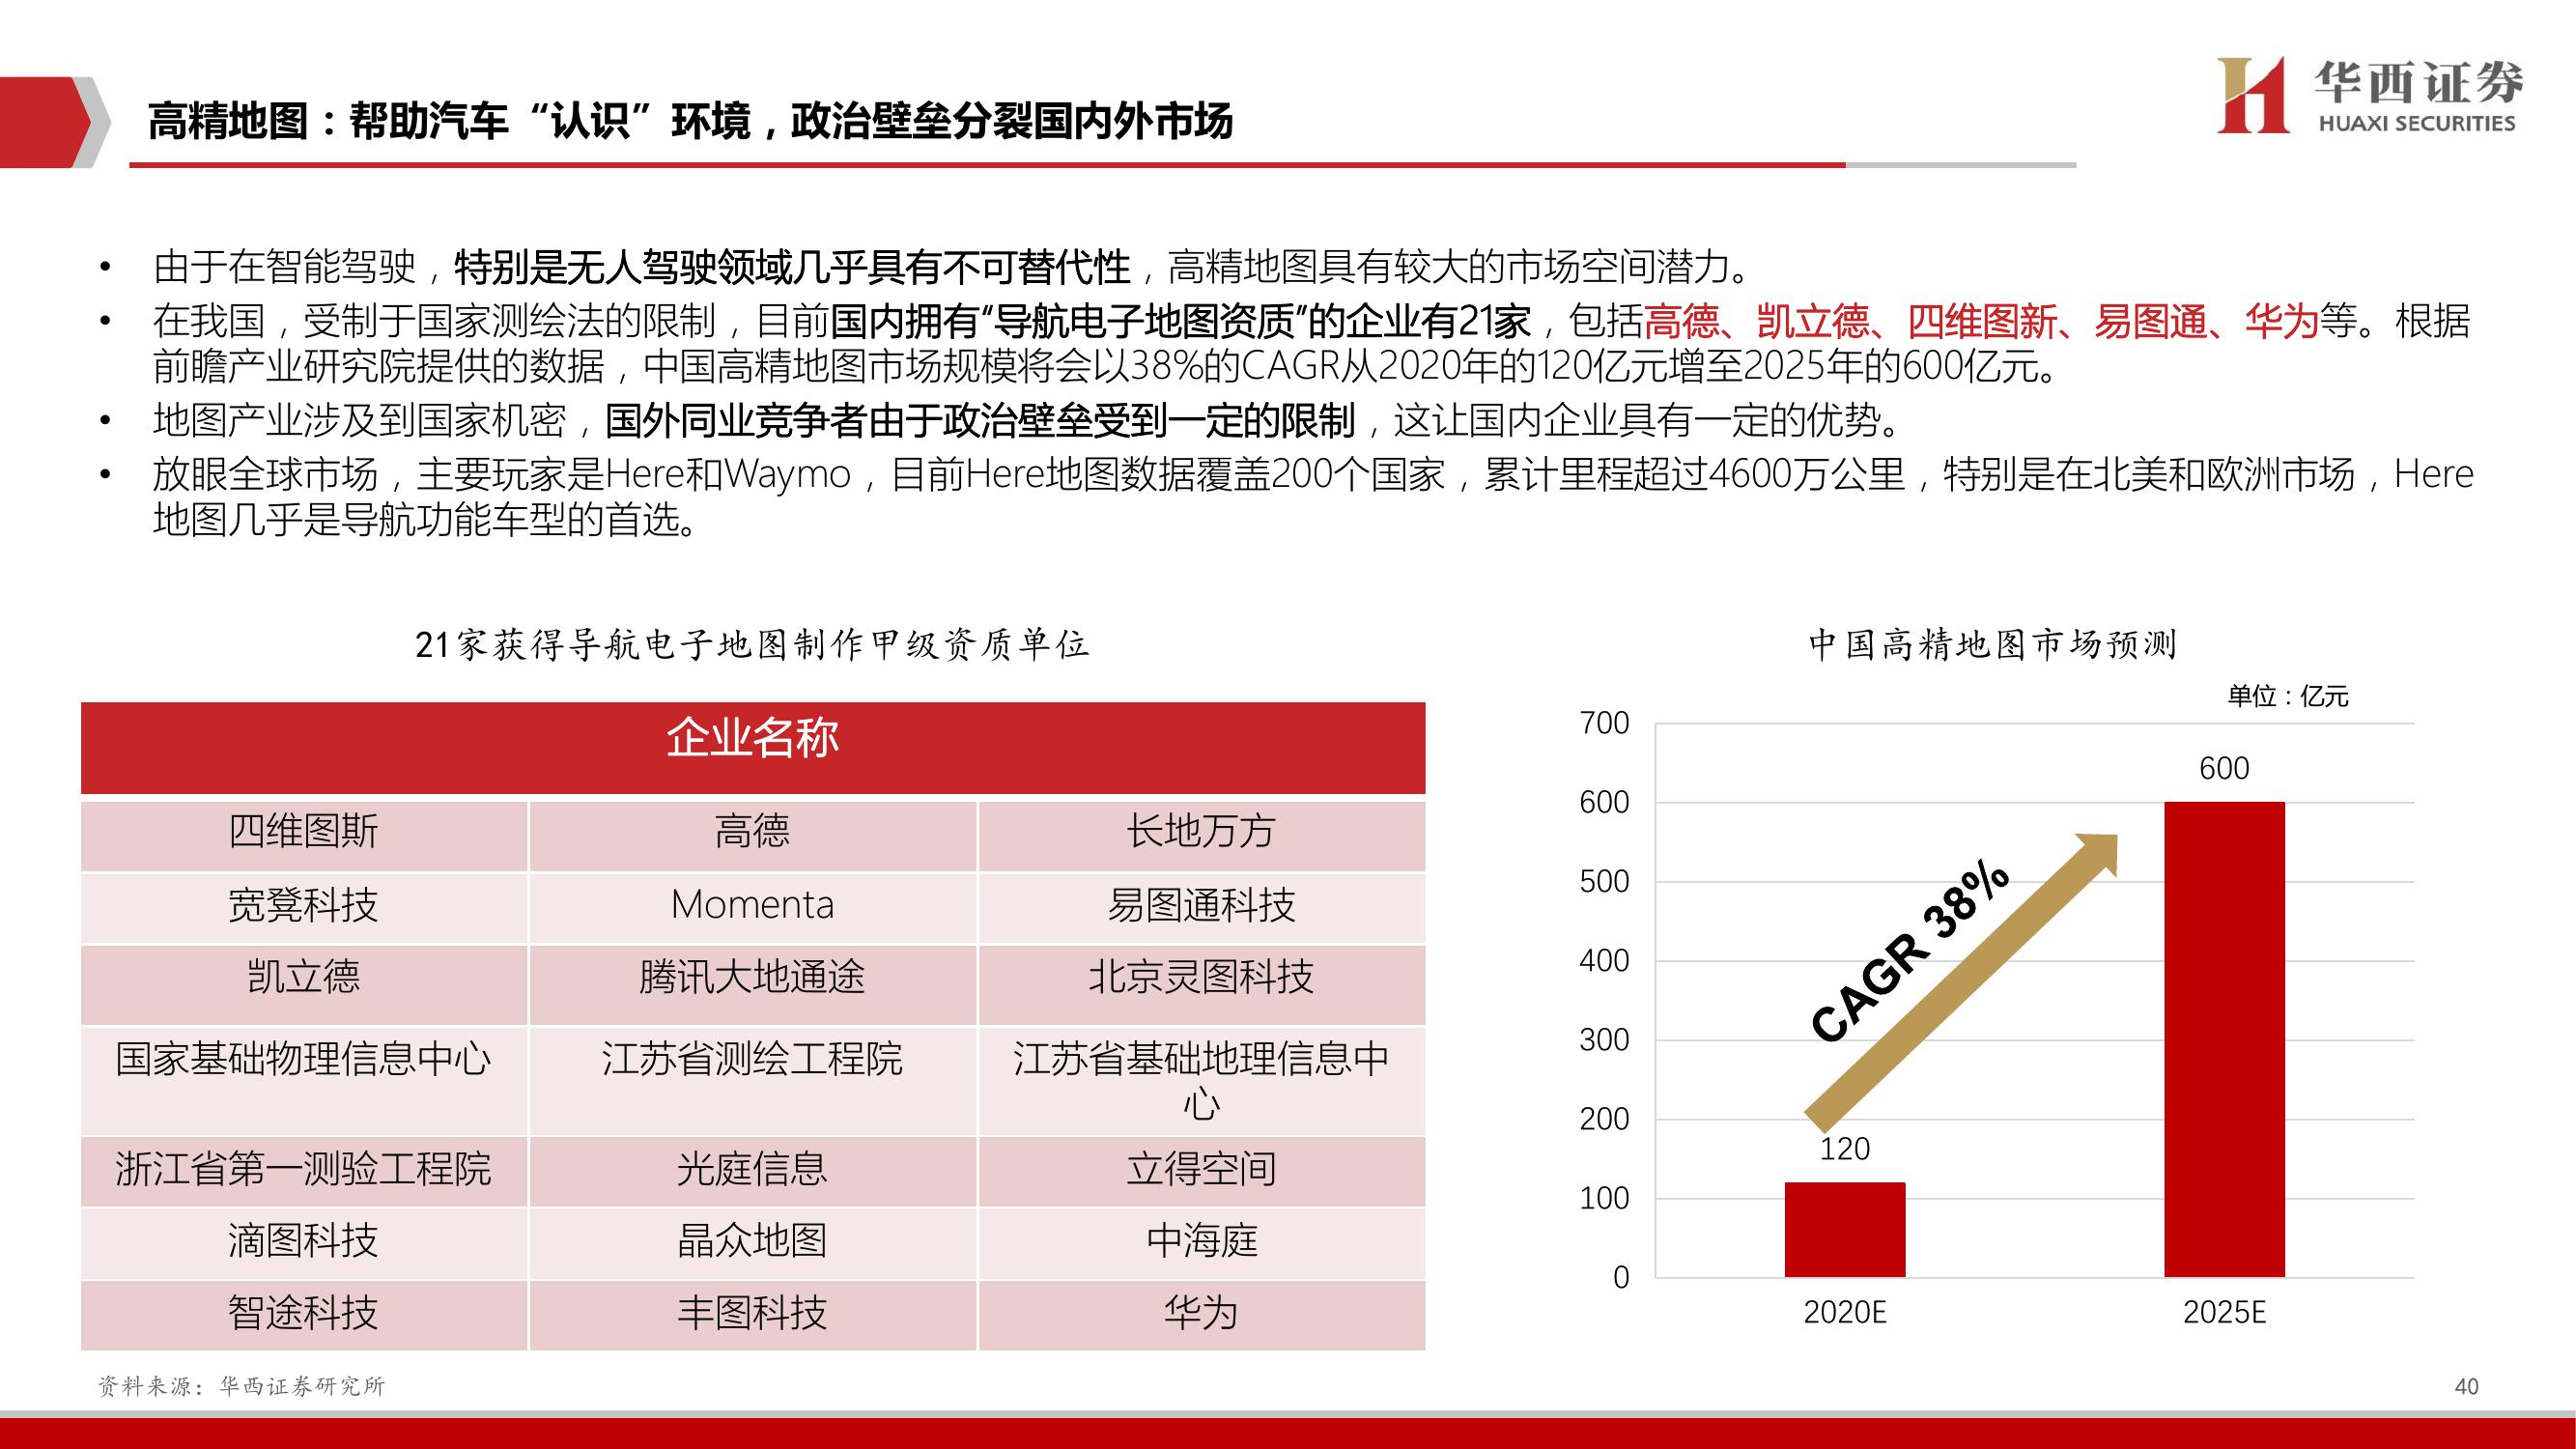 高精地图：帮助汽车“认识”环境，政治壁垒分裂国内外市场
华西证券
HUAXI SECURITIES
• 由于在智能驾驶，特别是无人驾驶领域几乎具有不可替代性，高精地图具有较大的市场空间潜力。
• 在我国，受制于国家测绘法的限制，目前国内拥有“导航电子地图资质”的企业有21家，包括高德、凯立德、四维图新、易图通、华为等。根据
前瞻产业研究院提供的数据，中国高精地图市场规模将会以38%的CAGR从2020年的120亿元增至2025年的600亿元。
• 地图产业涉及到国家机密，国外同业竞争者由于政治壁垒受到一定的限制，这让国内企业具有一定的优势。
• 放眼全球市场，主要玩家是Here和Waymo，目前Here地图数据覆盖200个国家，累计里程超过4600万公里，特别是在北美和欧洲市场，Here
地图几乎是导航功能车型的首选。
21家获得导航电子地图制作甲级资质单位
企业名称
四维图斯 高德 长地万方
宽凳科技 Momenta 易图通科技
凯立德 腾讯大地通途 北京灵图科技
国家基础物理信息中心 江苏省测绘工程院 江苏省基础地理信息中
心
浙江省第一测验工程院 光庭信息 立得空间
滴图科技 晶众地图 中海庭
智途科技 丰图科技 华为
中国高精地图市场预测
单位：亿元
700
600
500
400
300
200
100
0
600
CAGR 38%
120
2020E 2025E
资料来源：华西证券研究所
40